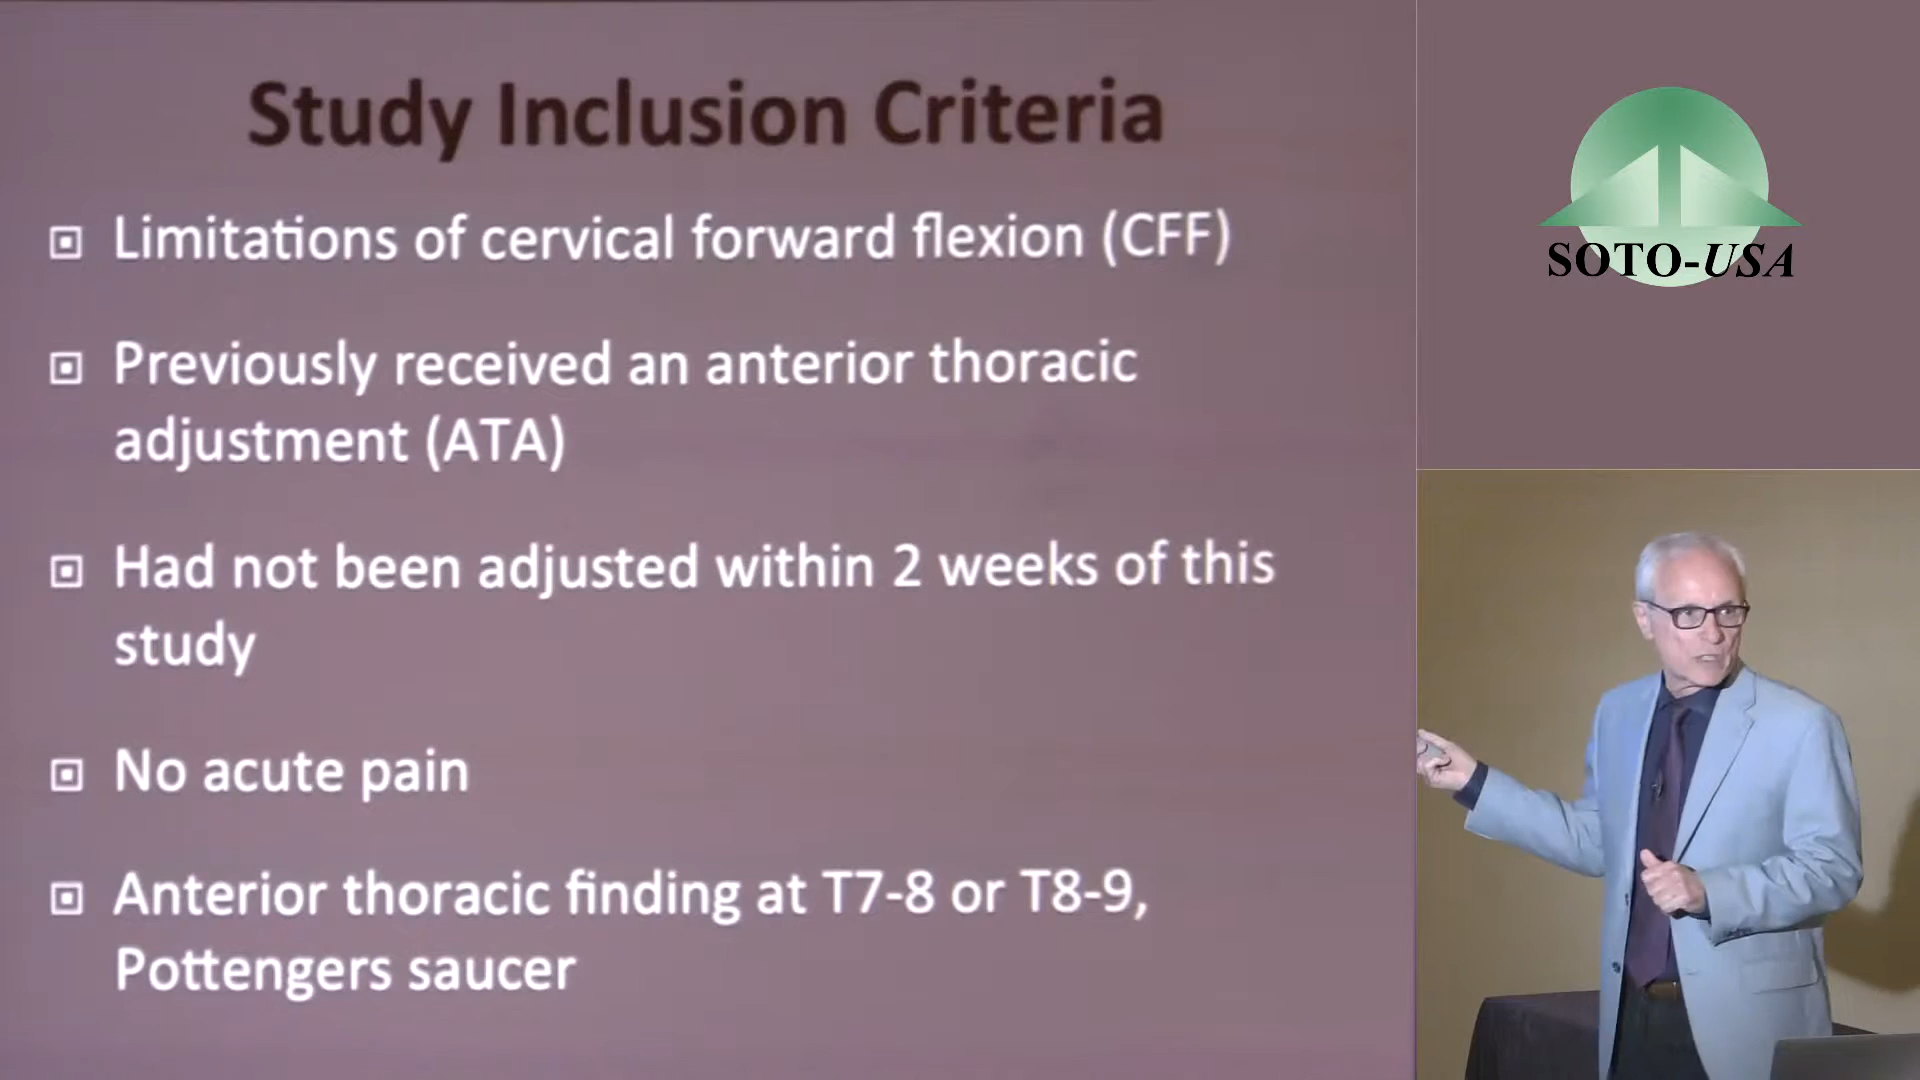 Study Inclusion Criteria
Limitations of cervical forward flexion (CFF)
Previously received an anterior thoracic
adjustment (ATA)
Had not been adjusted within 2 weeks of this
study
No acute pain
Anterior thoracic finding at T7-8 or T8-9,
Pottengers saucer
SOTO-USA